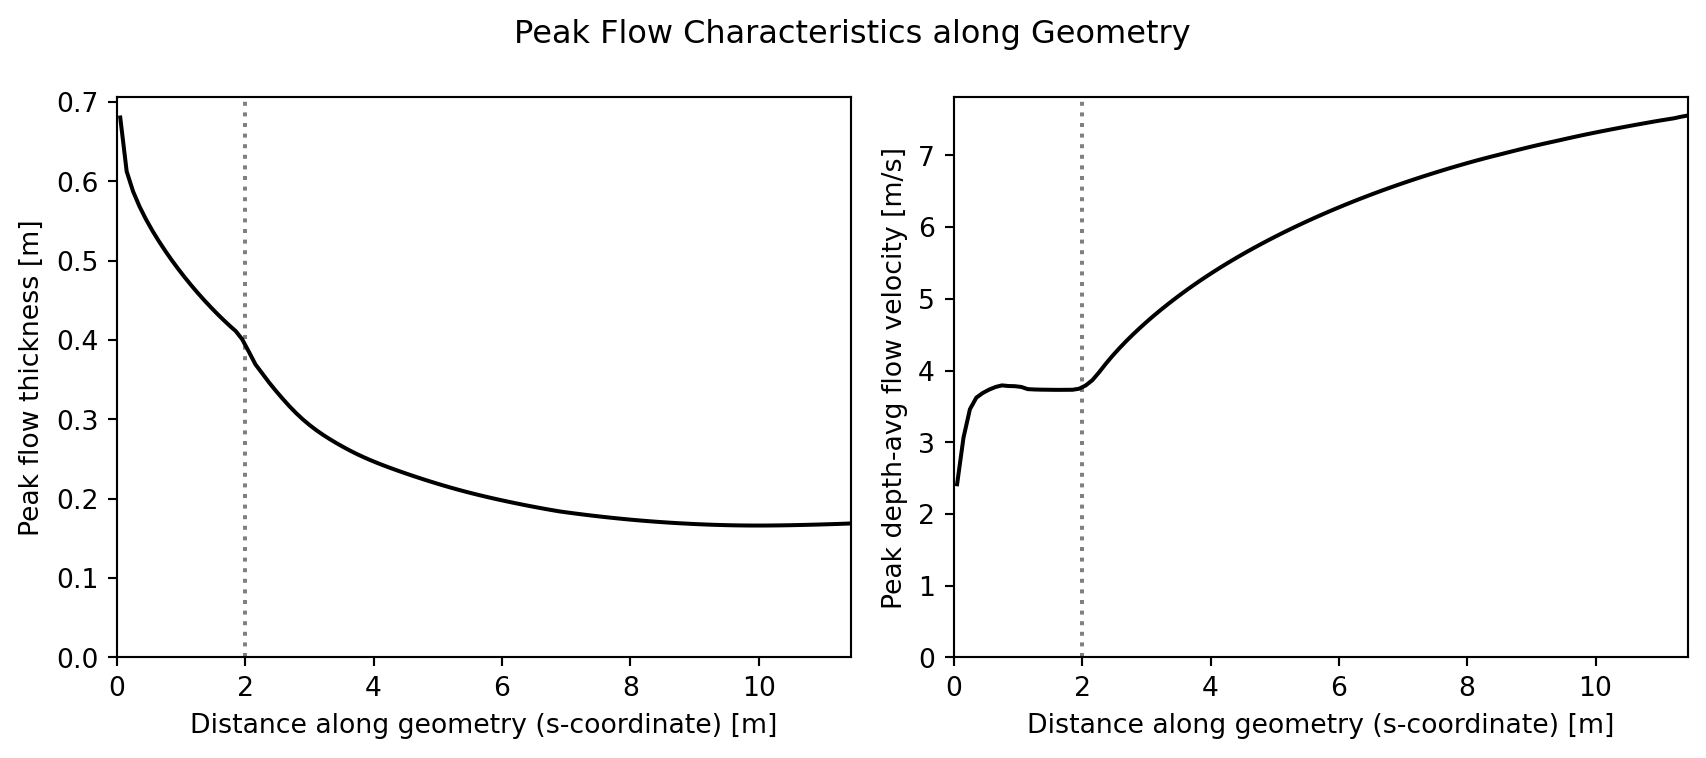 Peak Flow Characteristics along Geometry
Peak flow thickness [m]
0.7
0.6
0.5
0.4
0.3
0.2
0.1
0.0
0 2 4 6 8 10
Distance along geometry (s-coordinate) [m]
Peak depth-avg flow velocity [m/s]
7
6
5
4
3
2
1
0
0 2 4 6 8 10
Distance along geometry (s-coordinate) [m]